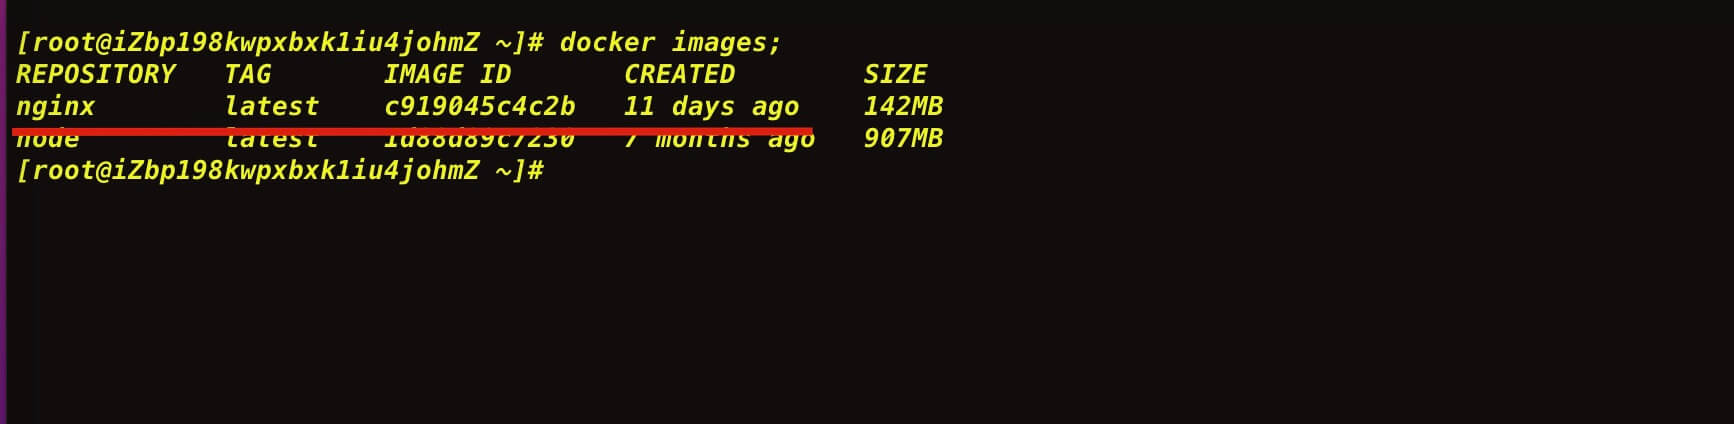 [root@iZbp198kwpxbxk1iu4johmZ ~]# docker images;
REPOSITORY   TAG       IMAGE ID       CREATED        SIZE
nginx        latest    c919045c4c2b   11 days ago    142MB
node         latest    1d88d89c7230   7 months ago   907MB
[root@iZbp198kwpxbxk1iu4johmZ ~]#